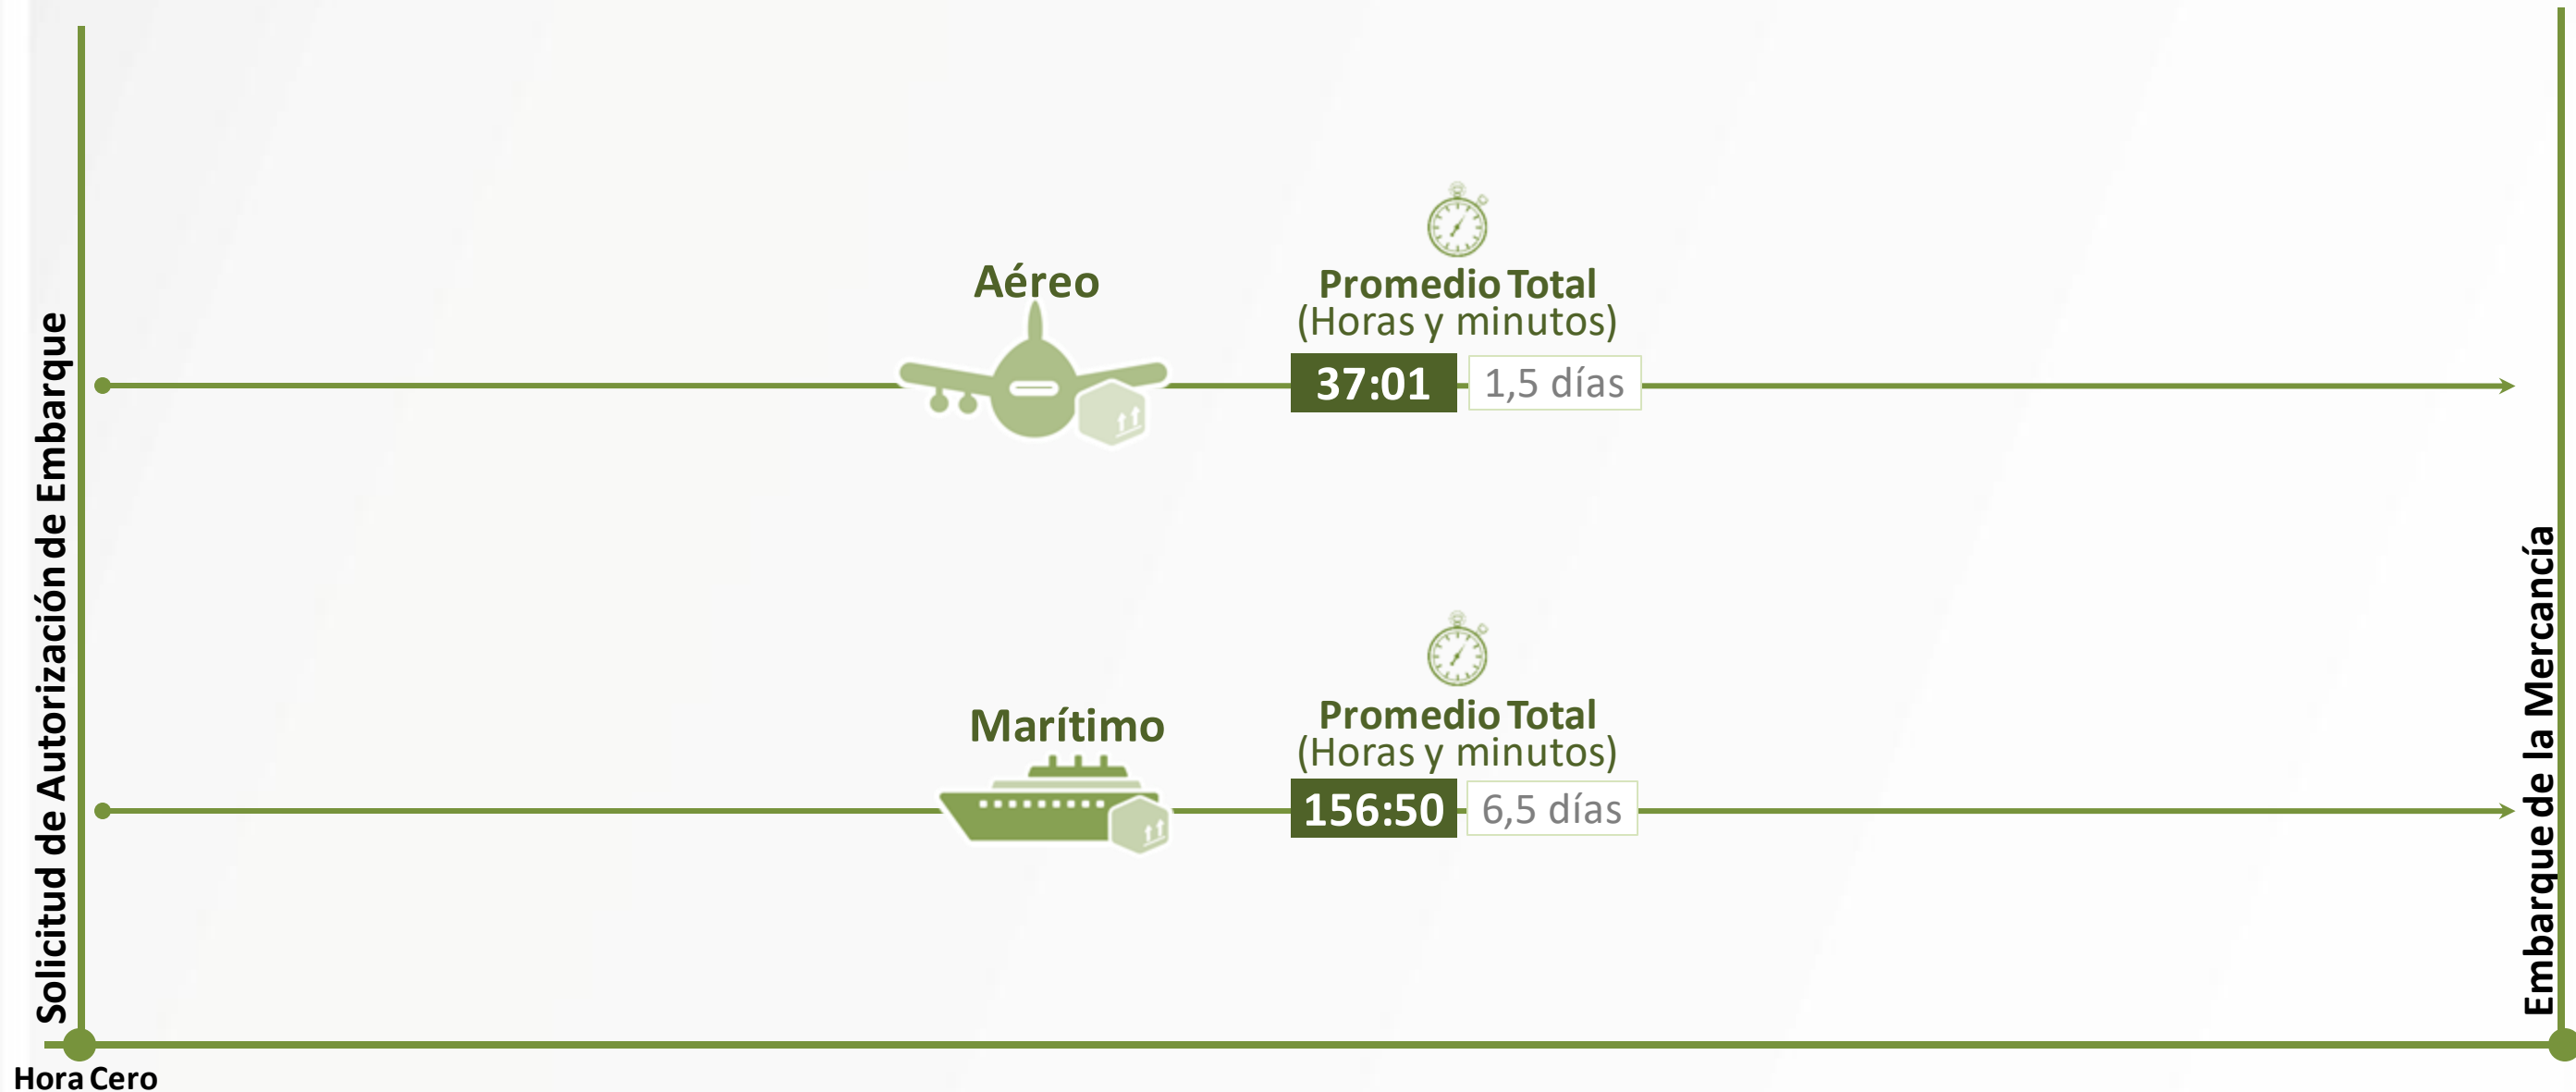 Solicitud de Autorización de Embarque
Aéreo
Promedio Total
(Horas y minutos)
37:01
1,5 días
Marítimo
Promedio Total
(Horas y minutos)
156:50
6,5 días
Embarque de la Mercancía
Hora Cero